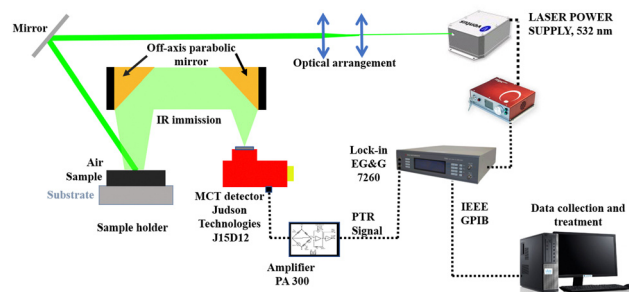 Mirror
Off-axis parabolic
mirror
Optical arrangement
LASER POWER
SUPPLY, 532 nm
IR immission
Air
Sample
Substrate
Sample holder
MCT detector
Judson
Technologies
J15D12
Lock-in
EG&G
7260
PTR
Signal
Amplifier
PA 300
IEEE
GPIB
Data collection and
treatment